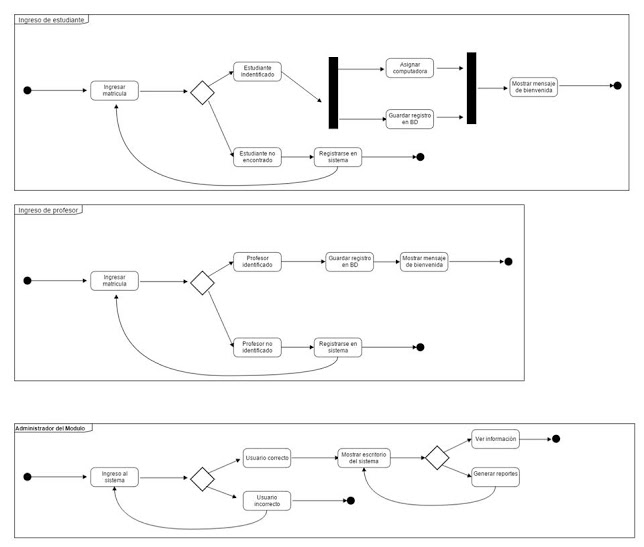 Ingreso de estudiante
Estudiante
Indentificado
Asignar
computadora
Ingresar
matrícula
Mostrar mensaje
de bienvenida
Guardar registro
en BD
Estudiante no
encontrado
Registrarse en
sistema
Ingreso de profesor
Profesor
identificado
Guardar registro
en BD
Mostrar mensaje
de bienvenida
Ingresar
matrícula
Profesor no
identificado
Registrarse en
sistema
Administrador del Modulo
Ver información
Usuario correcto
Mostrar escritorio
del sistema
Ingreso al
sistema
Generar reportes
Usuario
incorrecto